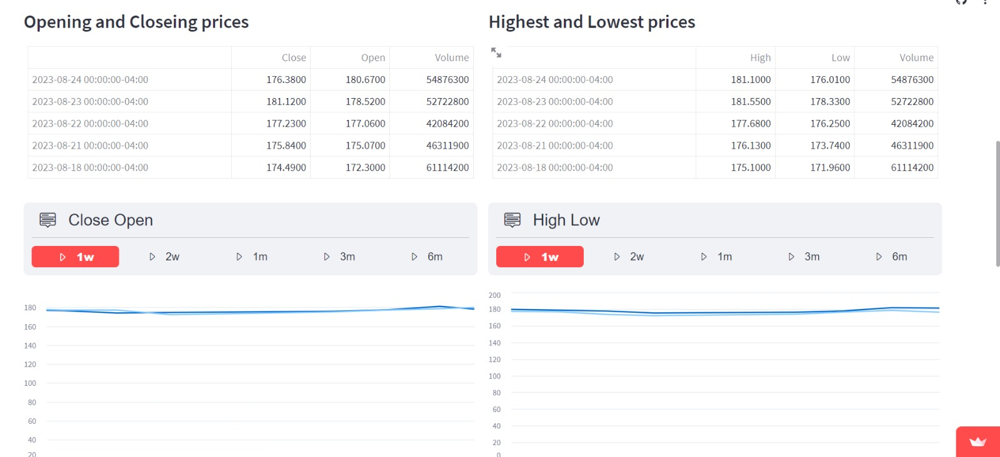 Opening and Closeing prices
Close Open Volume
2023-08-24 00:00:00-04:00 176.3800 180.6700 54876300
2023-08-23 00:00:00-04:00 181.1200 178.5200 52722800
2023-08-22 00:00:00-04:00 177.2300 177.0600 42084200
2023-08-21 00:00:00-04:00 175.8400 175.0700 46311900
2023-08-18 00:00:00-04:00 174.4900 172.3000 61114200
Close Open
1w 2w 1m 3m 6m
180
160
140
120
100
80
60
40
20
Highest and Lowest prices
High Low Volume
2023-08-24 00:00:00-04:00 181.1000 176.0100 54876300
2023-08-23 00:00:00-04:00 181.5500 178.3300 52722800
2023-08-22 00:00:00-04:00 177.6800 176.2500 42084200
2023-08-21 00:00:00-04:00 176.1300 173.7400 46311900
2023-08-18 00:00:00-04:00 175.1000 171.9600 61114200
High Low
1w 2w 1m 3m 6m
200
180
160
140
120
100
80
60
40
20
0